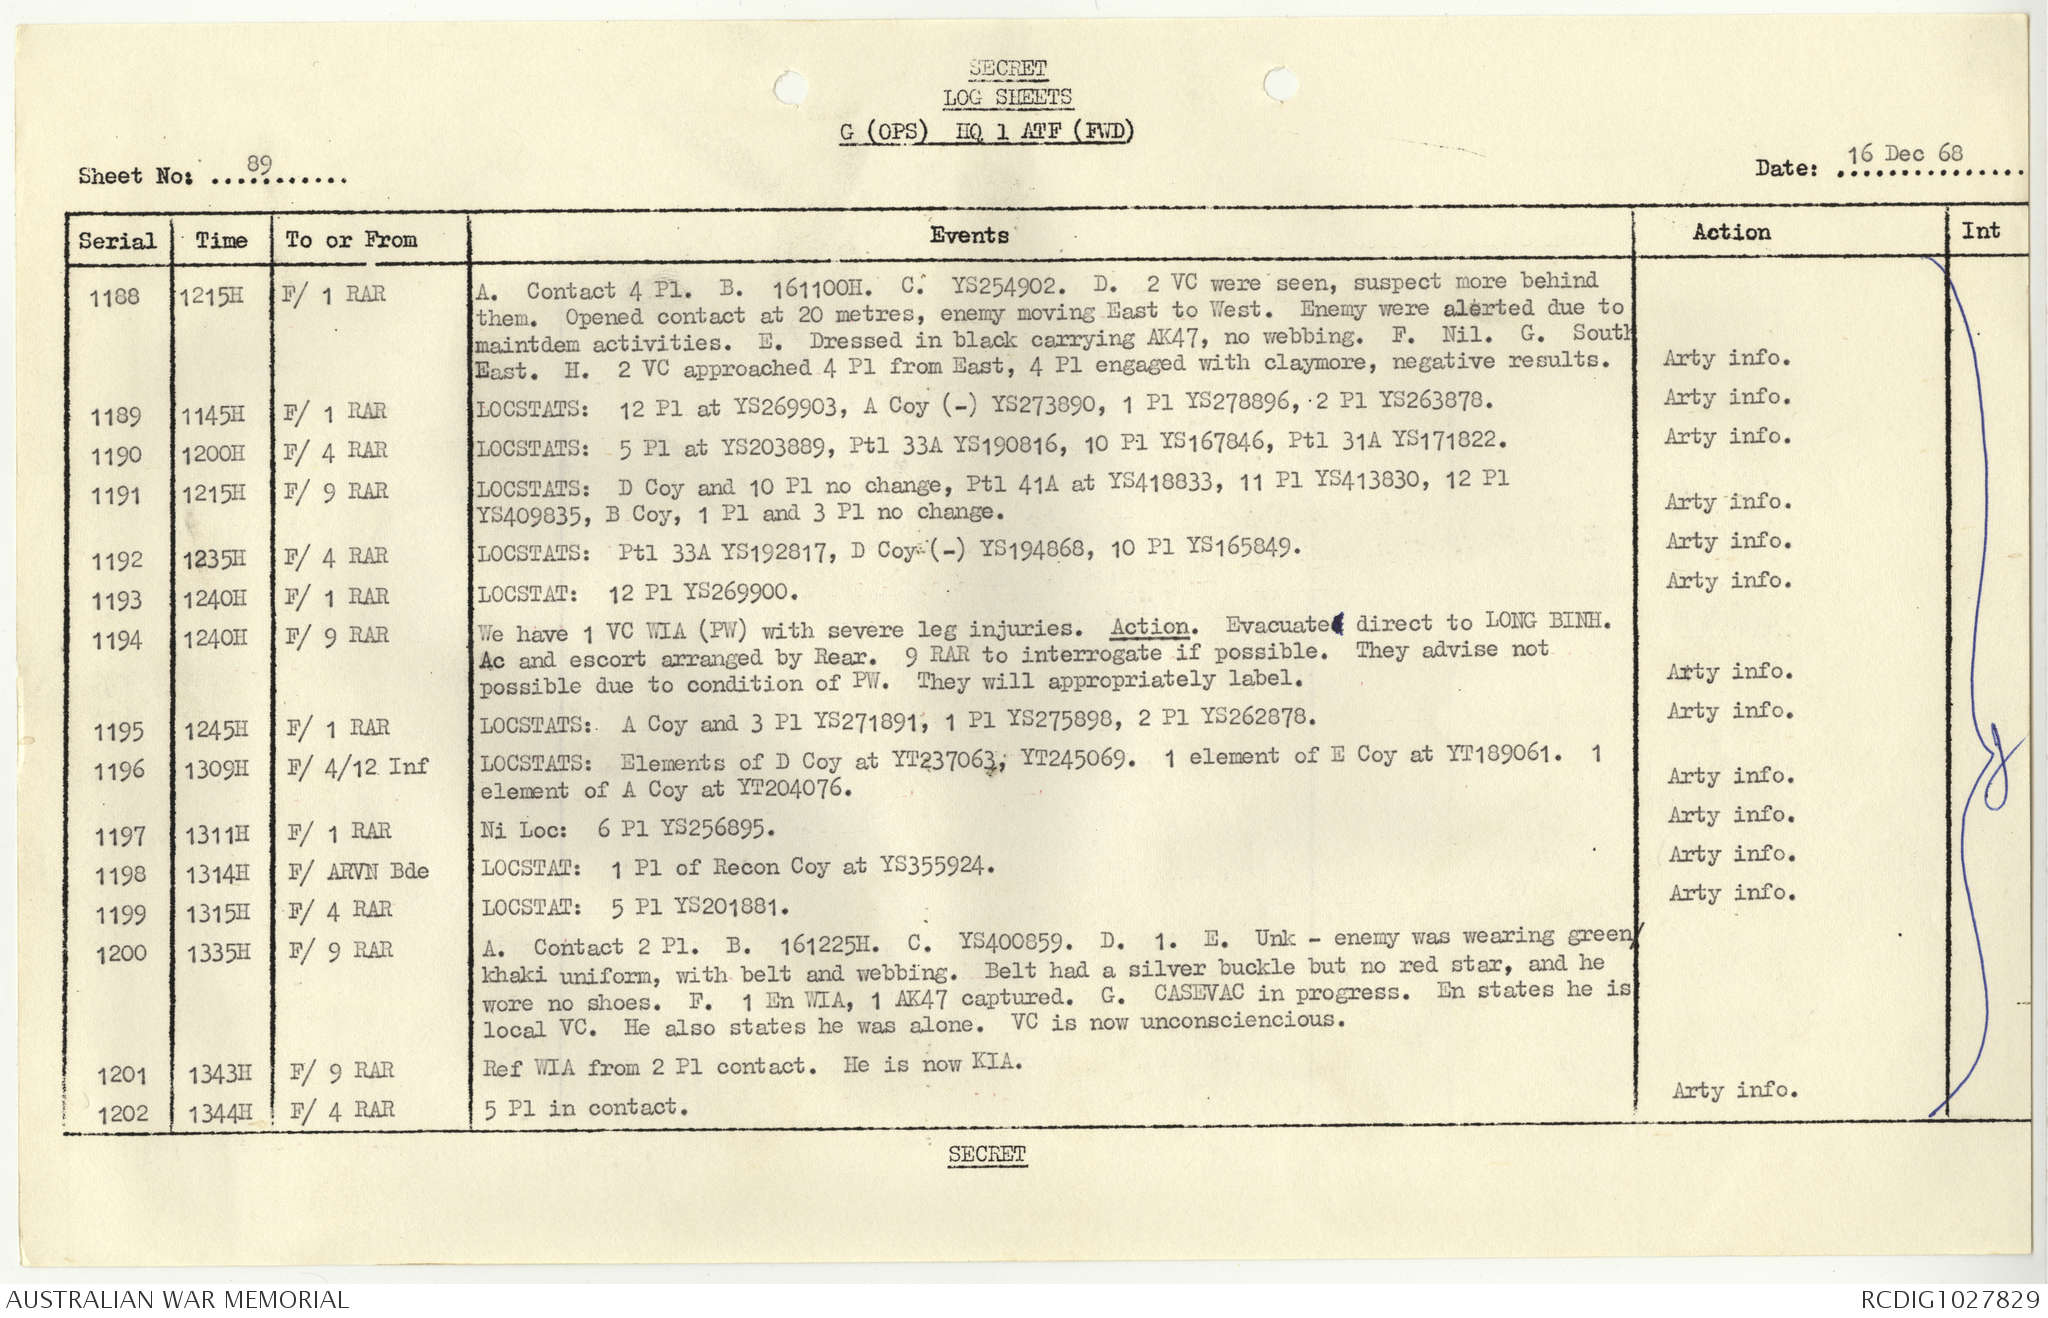 SECRET
LOG SHEETS
G (OPS) HQ 1 ATF (FWD)
Sheet No: 89
Date: 16 Dec 68
Serial Time To or From Events Action Int
1188 1215H F/ 1 RAR A. Contact 4 Pl. B. 161100H. C. YS254902. D. 2 VC were seen, suspect more behind
them. Opened contact at 20 metres, enemy moving East to West. Enemy were alerted due to
maintdem activities. E. Dressed in black carrying AK47, no webbing. F. Nil. G. South
East. H. 2 VC approached 4 Pl from East, 4 Pl engaged with claymore, negative results. Arty info.
1189 1145H F/ 1 RAR LOCSTATS: 12 Pl at YS269903, A Coy (-) YS273890, 1 Pl YS278896, 2 Pl YS263878. Arty info.
1190 1200H F/ 4 RAR LOCSTATS: 5 Pl at YS203889, Ptl 33A YS190816, 10 Pl YS167846, Ptl 31A YS171822. Arty info.
1191 1215H F/ 9 RAR LOCSTATS: D Coy and 10 Pl no change, Ptl 41A at YS418833, 11 Pl YS413830, 12 Pl
YS409835, B Coy, 1 Pl and 3 Pl no change. Arty info.
1192 1235H F/ 4 RAR LOCSTATS: Ptl 33A YS192817, D Coy (-) YS194868, 10 Pl YS165849. Arty info.
1193 1240H F/ 1 RAR LOCSTAT: 12 Pl YS269900. Arty info.
1194 1240H F/ 9 RAR We have 1 VC WIA (PW) with severe leg injuries. Action. Evacuate direct to LONG BINH.
Ac and escort arranged by Rear. 9 RAR to interrogate if possible. They advise not
possible due to condition of PW. They will appropriately label. Arty info.
1195 1245H F/ 1 RAR LOCSTATS: A Coy and 3 Pl YS271891, 1 Pl YS275898, 2 Pl YS262878. Arty info.
1196 1309H F/ 4/12 Inf LOCSTATS: Elements of D Coy at YT237063, YT245069. 1 element of E Coy at YT189061. 1
element of A Coy at YT204076. Arty info.
1197 1311H F/ 1 RAR Ni Loc: 6 Pl YS256895. Arty info.
1198 1314H F/ ARVN Bde LOCSTAT: 1 Pl of Recon Coy at YS355924. Arty info.
1199 1315H F/ 4 RAR LOCSTAT: 5 Pl YS201881. Arty info.
1200 1335H F/ 9 RAR A. Contact 2 Pl. B. 161225H. C. YS400859. D. 1. E. Unk - enemy was wearing green/
khaki uniform, with belt and webbing. Belt had a silver buckle but no red star, and he
wore no shoes. F. 1 En WIA, 1 AK47 captured. G. CASEVAC in progress. En states he is
local VC. He also states he was alone. VC is now unconsciencious.
1201 1343H F/ 9 RAR Ref WIA from 2 Pl contact. He is now KIA.
1202 1344H F/ 4 RAR 5 Pl in contact. Arty info.
SECRET
AUSTRALIAN WAR MEMORIAL
RCDIG1027829